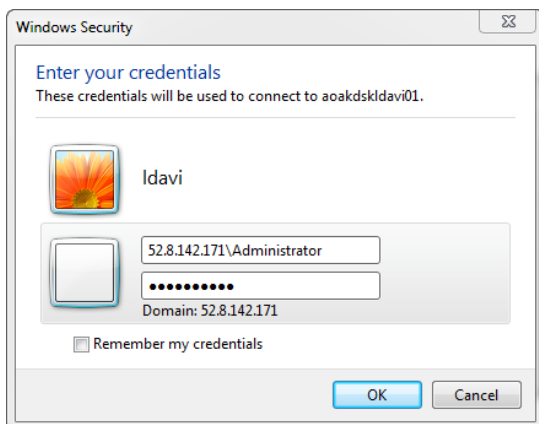 Windows Security
Enter your credentials
These credentials will be used to connect to aoakdskldavi01.
ldavi
52.8.142.171\Administrator
●●●●●●●●●●
Domain: 52.8.142.171
Remember my credentials
OK
Cancel